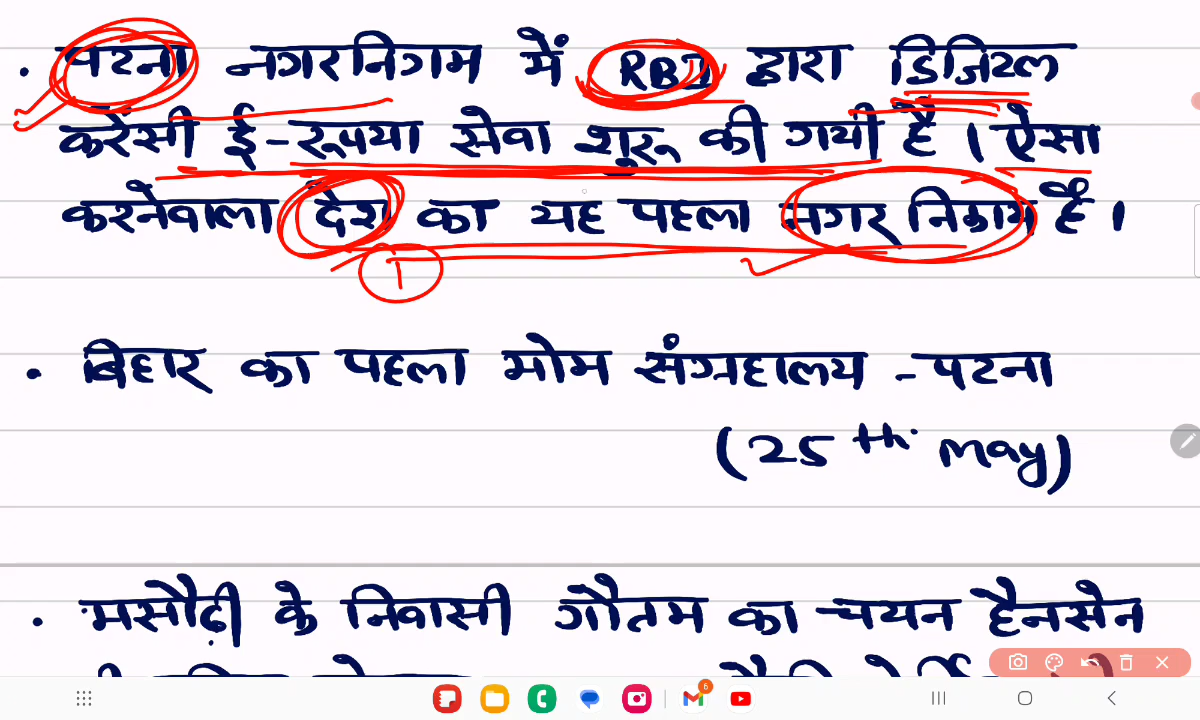 . पटना नगरनिगम में RBI द्वारा डिजिटल
करेंसी ई-रूपया सेवा शुरू की गयी है । ऐसा
करनेवाला देश का यह पहला नगर निगम है ।
1
. बिहार का पहला मोम संग्रहालय - पटना
(25th May)
. मसौढ़ी के निवासी गौतम का चयन हैनसेन
6